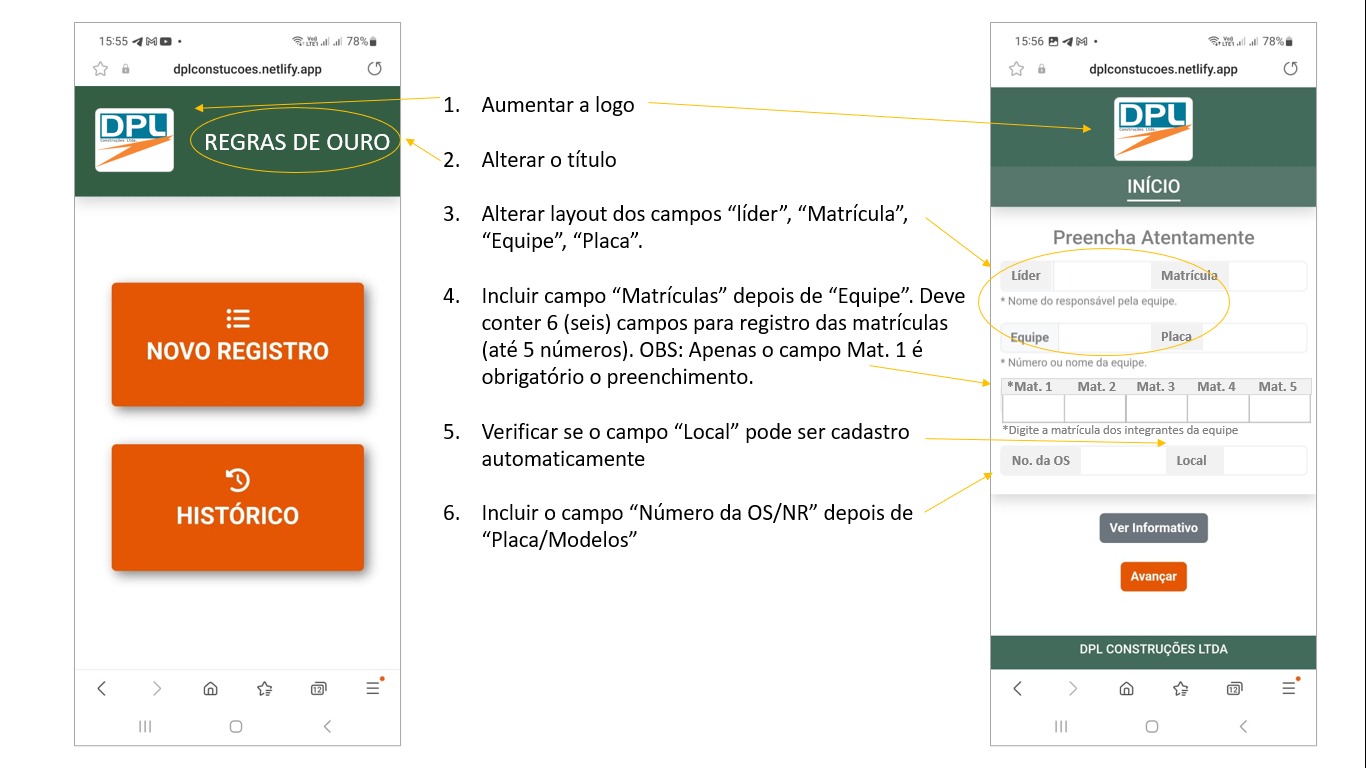 15:55
Vo) LTE1 78%
dplconstucoes.netlify.app
DPL
Construções Ltda.
REGRAS DE OURO
NOVO REGISTRO
HISTÓRICO
12
1. Aumentar a logo
2. Alterar o título
3. Alterar layout dos campos “líder”, “Matrícula”,
“Equipe”, “Placa”.
4. Incluir campo “Matrículas” depois de “Equipe”. Deve
conter 6 (seis) campos para registro das matrículas
(até 5 números). OBS: Apenas o campo Mat. 1 é
obrigatório o preenchimento.
5. Verificar se o campo “Local” pode ser cadastro
automaticamente
6. Incluir o campo “Número da OS/NR” depois de
“Placa/Modelos”
15:56
Vo) LTE1 78%
dplconstucoes.netlify.app
DPL
Construções Ltda.
INÍCIO
Preencha Atentamente
Líder Matrícula
* Nome do responsável pela equipe.
Equipe Placa
* Número ou nome da equipe.
*Mat. 1 Mat. 2 Mat. 3 Mat. 4 Mat. 5
*Digite a matrícula dos integrantes da equipe
No. da OS Local
Ver Informativo
Avançar
DPL CONSTRUÇÕES LTDA
12